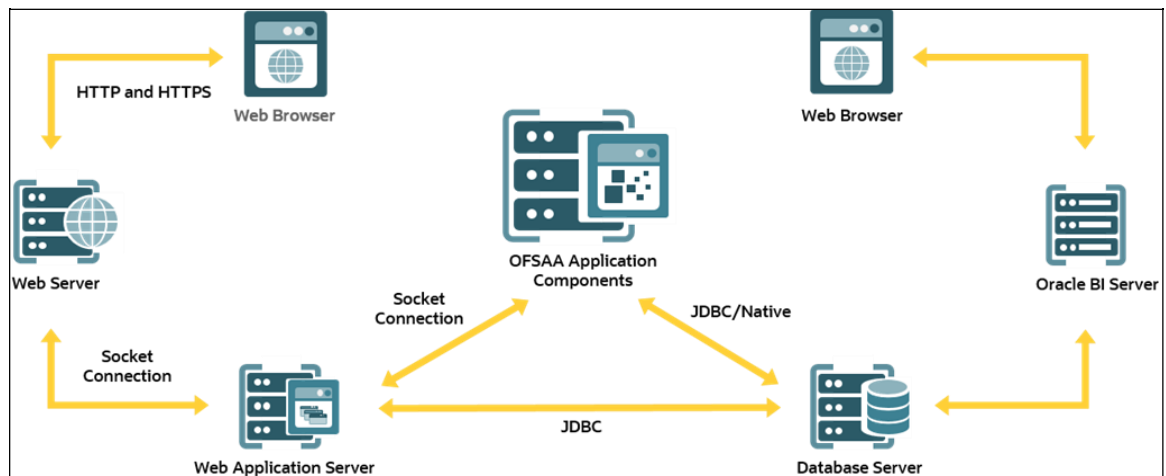 HTTP and HTTPS
Web Browser
Web Browser
Web Server
OFSAA Application
Components
Oracle BI Server
Socket
Connection
JDBC/Native
Socket
Connection
JDBC
Web Application Server
Database Server